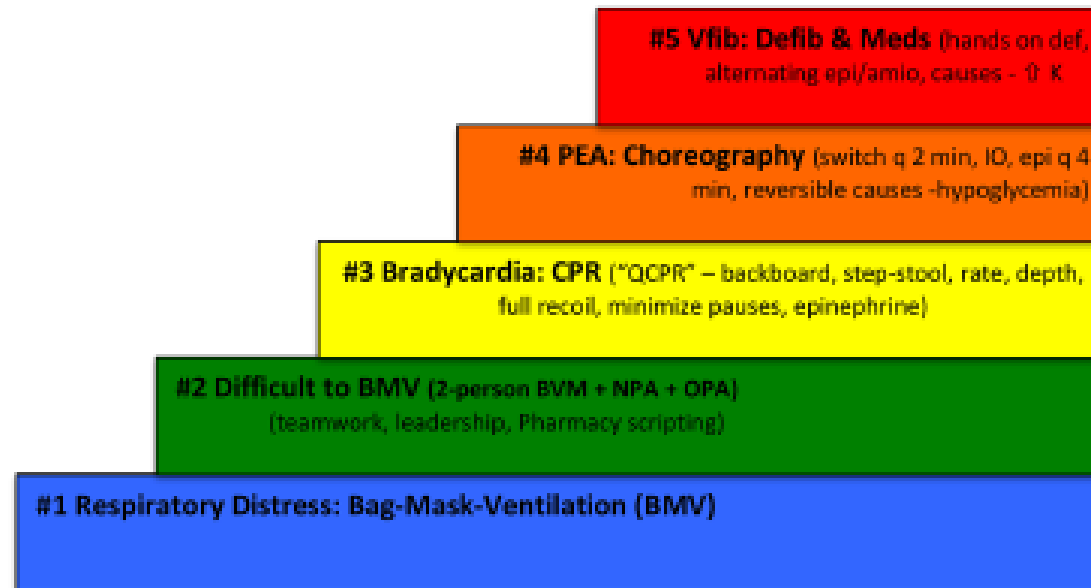 #5 Vfib: Defib & Meds (hands on def,
alternating epi/amio, causes - ⇧ K
#4 PEA: Choreography (switch q 2 min, IO, epi q 4
min, reversible causes -hypoglycemia)
#3 Bradycardia: CPR (“QCPR” – backboard, step-stool, rate, depth,
full recoil, minimize pauses, epinephrine)
#2 Difficult to BMV (2-person BVM + NPA + OPA)
(teamwork, leadership, Pharmacy scripting)
#1 Respiratory Distress: Bag-Mask-Ventilation (BMV)